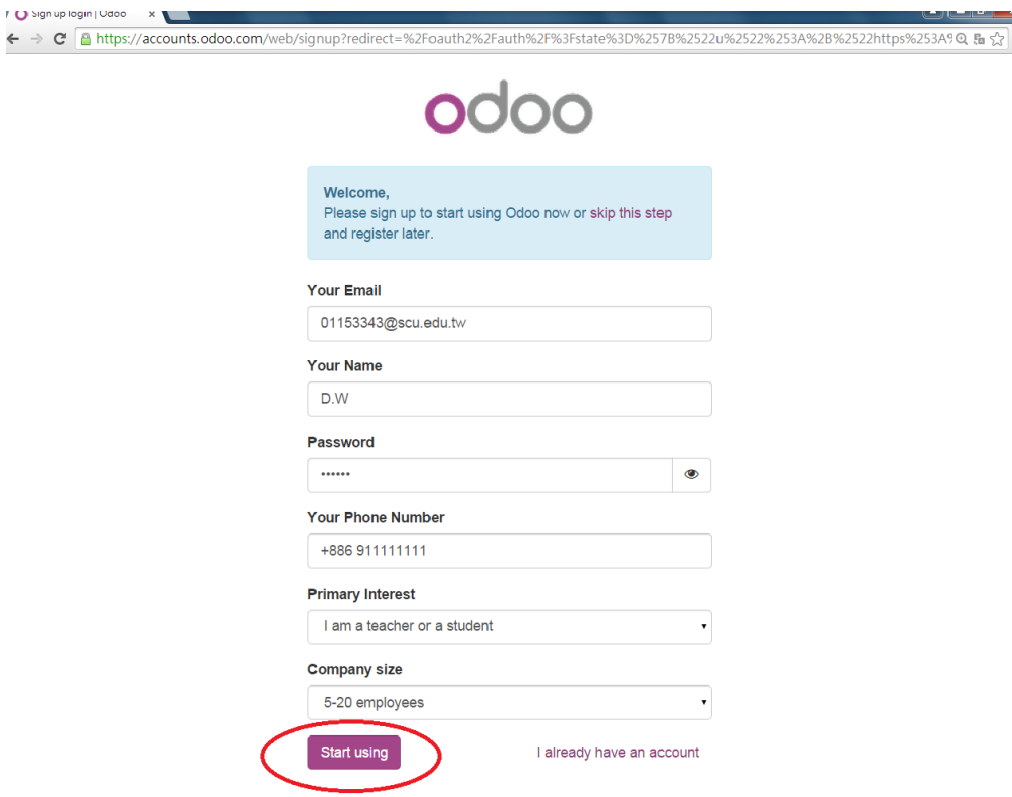 Sign up login | Odoo
https://accounts.odoo.com/web/signup?redirect=%2Foauth2%2Fauth%2F%3Fstate%3D%257B%2522u%2522%253A%2B%2522https%253A%
odoo
Welcome,
Please sign up to start using Odoo now or skip this step
and register later.
Your Email
01153343@scu.edu.tw
Your Name
D.W
Password
••••••
Your Phone Number
+886 911111111
Primary Interest
I am a teacher or a student
Company size
5-20 employees
Start using
I already have an account